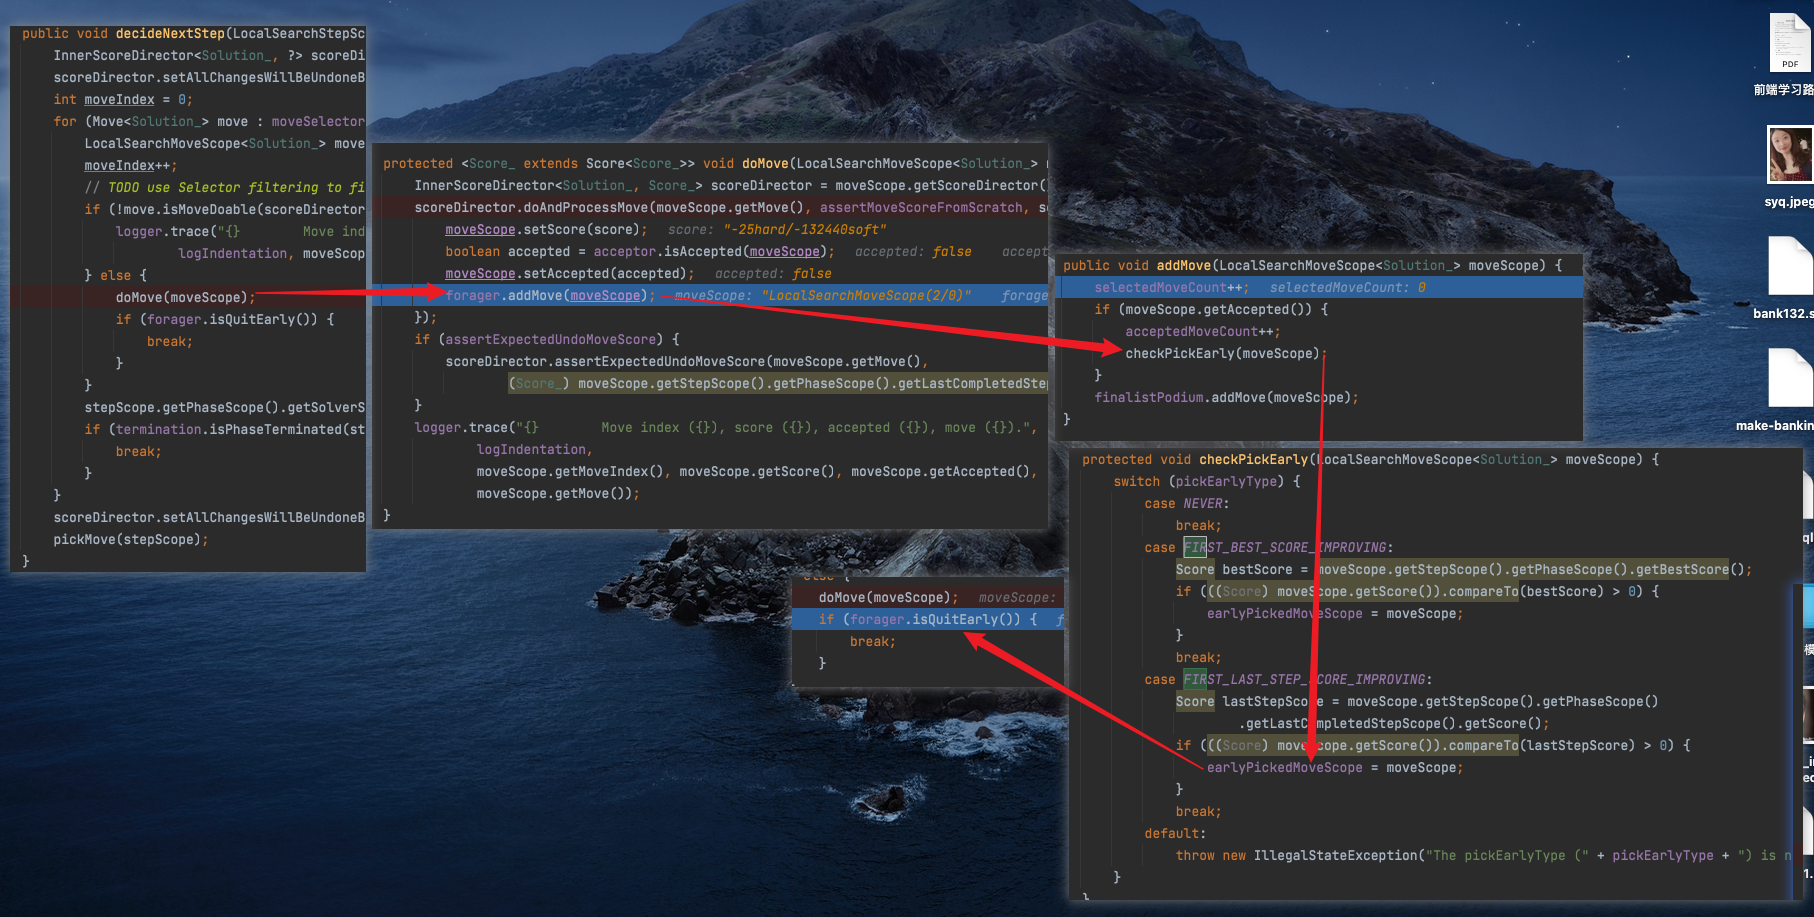 public void decideNextStep(LocalSearchStepSc
InnerScoreDirector<Solution_, ?> scoreDi
scoreDirector.setAllChangesWillBeUndoneB
int moveIndex = 0;
for (Move<Solution_> move : moveSelector
LocalSearchMoveScope<Solution_> move
moveIndex++;
// TODO use Selector filtering to fi
if (!move.isMoveDoable(scoreDirector
logger.trace("{}        Move ind
logIndentation, moveScop
} else {
doMove(moveScope);
if (forager.isQuitEarly()) {
break;
}
}
stepScope.getPhaseScope().getSolverS
if (termination.isPhaseTerminated(st
break;
}
}
scoreDirector.setAllChangesWillBeUndoneB
pickMove(stepScope);
}
protected <Score_ extends Score<Score_>> void doMove(LocalSearchMoveScope<Solution_> m
InnerScoreDirector<Solution_, Score_> scoreDirector = moveScope.getScoreDirector(
scoreDirector.doAndProcessMove(moveScope.getMove(), assertMoveScoreFromScratch, sc
moveScope.setScore(score);   score: "-25hard/-132440soft"
boolean accepted = acceptor.isAccepted(moveScope);   accepted: false    accept
moveScope.setAccepted(accepted);   accepted: false
forager.addMove(moveScope);   moveScope: "LocalSearchMoveScope(2/0)"    forage
});
if (assertExpectedUndoMoveScore) {
scoreDirector.assertExpectedUndoMoveScore(moveScope.getMove(),
(Score_) moveScope.getStepScope().getPhaseScope().getLastCompletedStep
}
logger.trace("{}        Move index ({}), score ({}), accepted ({}), move ({}).",
logIndentation,
moveScope.getMoveIndex(), moveScope.getScore(), moveScope.getAccepted(),
moveScope.getMove());
}
public void addMove(LocalSearchMoveScope<Solution_> moveScope) {
selectedMoveCount++;   selectedMoveCount: 0
if (moveScope.getAccepted()) {
acceptedMoveCount++;
checkPickEarly(moveScope);
}
finalistPodium.addMove(moveScope);
}
protected void checkPickEarly(LocalSearchMoveScope<Solution_> moveScope) {
switch (pickEarlyType) {
case NEVER:
break;
case FIRST_BEST_SCORE_IMPROVING:
Score bestScore = moveScope.getStepScope().getPhaseScope().getBestScore();
if (((Score) moveScope.getScore()).compareTo(bestScore) > 0) {
earlyPickedMoveScope = moveScope;
}
break;
case FIRST_LAST_STEP_SCORE_IMPROVING:
Score lastStepScore = moveScope.getStepScope().getPhaseScope()
.getLastCompletedStepScope().getScore();
if (((Score) moveScope.getScore()).compareTo(lastStepScore) > 0) {
earlyPickedMoveScope = moveScope;
}
break;
default:
throw new IllegalStateException("The pickEarlyType (" + pickEarlyType + ") is n
}
else {
doMove(moveScope);   moveScope:
if (forager.isQuitEarly()) {   f
break;
}
PDF
前端学习路
syq.jpeg
bank132.s
make-bankin
ql
模